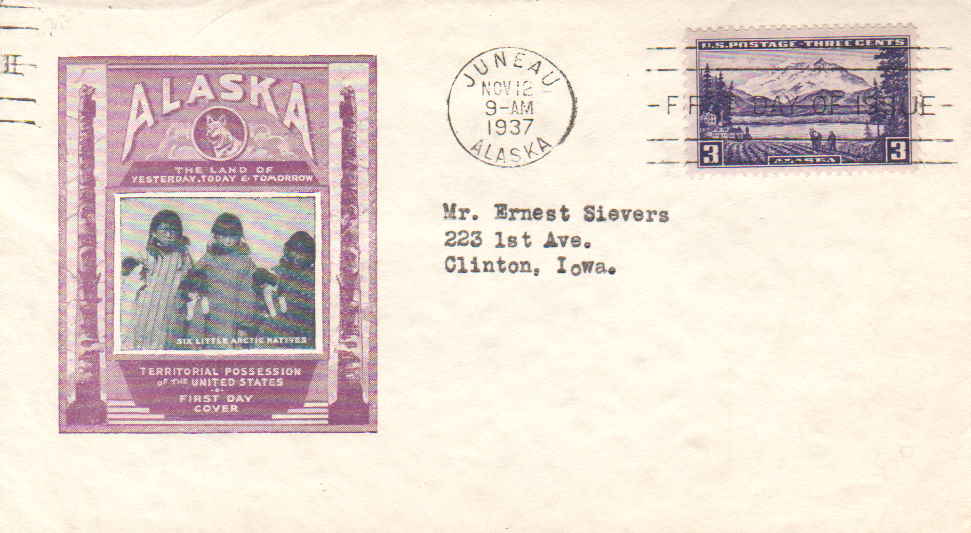 ALASKA
THE LAND OF
YESTERDAY, TODAY & TOMORROW
SIX LITTLE ARCTIC NATIVES
TERRITORIAL POSSESSION
OF THE UNITED STATES
FIRST DAY
COVER
JUNEAU
NOV 12
9-AM
1937
ALASKA
U.S. POSTAGE-THREE CENTS
FIRST DAY OF ISSUE
3 ALASKA 3
Mr. Ernest Sievers
223 1st Ave.
Clinton, Iowa.